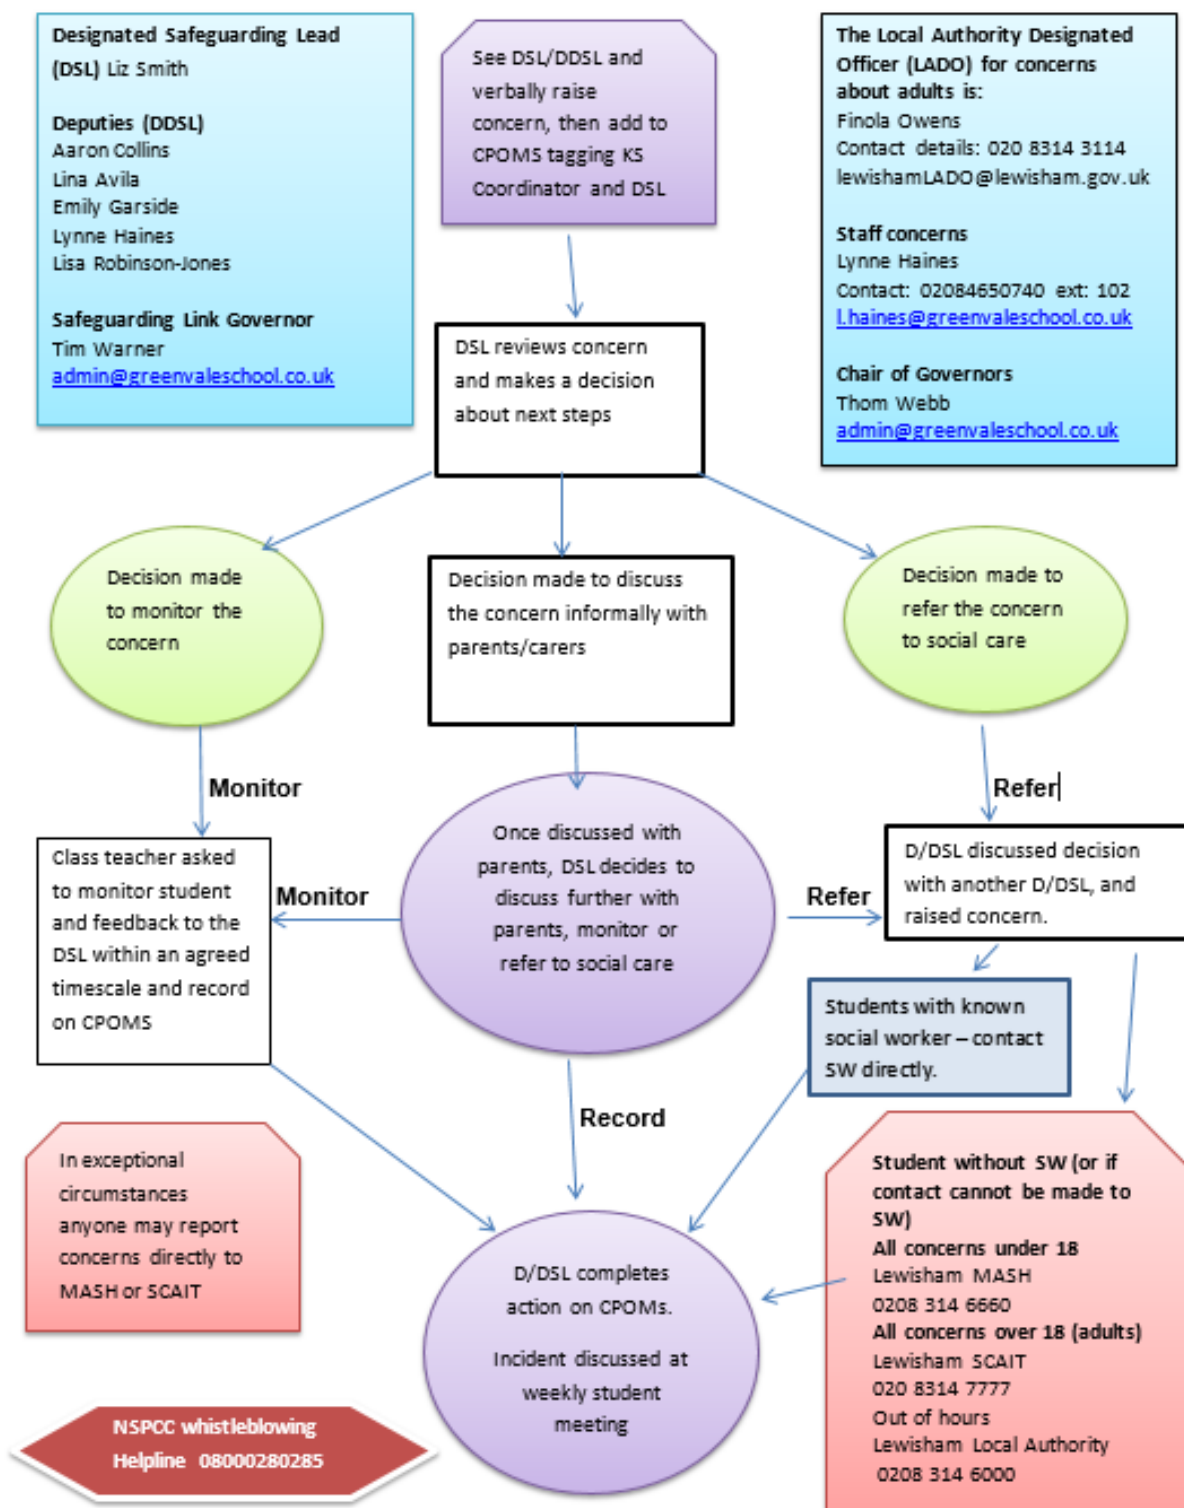 Designated Safeguarding Lead
(DSL) Liz Smith
Deputies (DDSL)
Aaron Collins
Lina Avila
Emily Garside
Lynne Haines
Lisa Robinson-Jones
Safeguarding Link Governor
Tim Warner
admin@greenvaleschool.co.uk
See DSL/DDSL and
verbally raise
concern, then add to
CPOMS tagging KS
Coordinator and DSL
The Local Authority Designated
Officer (LADO) for concerns
about adults is:
Finola Owens
Contact details: 020 8314 3114
lewishamLADO@lewisham.gov.uk
Staff concerns
Lynne Haines
Contact: 02084650740 ext: 102
l.haines@greenvaleschool.co.uk
Chair of Governors
Thom Webb
admin@greenvaleschool.co.uk
DSL reviews concern
and makes a decision
about next steps
Decision made
to monitor the
concern
Decision made to discuss
the concern informally with
parents/carers
Decision made to
refer the concern
to social care
Monitor
Refer
Class teacher asked
to monitor student
and feedback to the
DSL within an agreed
timescale and record
on CPOMS
Monitor
Once discussed with
parents, DSL decides to
discuss further with
parents, monitor or
refer to social care
Refer
D/DSL discussed decision
with another D/DSL, and
raised concern.
Students with known
social worker – contact
SW directly.
Record
In exceptional
circumstances
anyone may report
concerns directly to
MASH or SCAIT
D/DSL completes
action on CPOMs.
Incident discussed at
weekly student
meeting
Student without SW (or if
contact cannot be made to
SW)
All concerns under 18
Lewisham MASH
0208 314 6660
All concerns over 18 (adults)
Lewisham SCAIT
020 8314 7777
Out of hours
Lewisham Local Authority
0208 314 6000
NSPCC whistleblowing
Helpline 08000280285